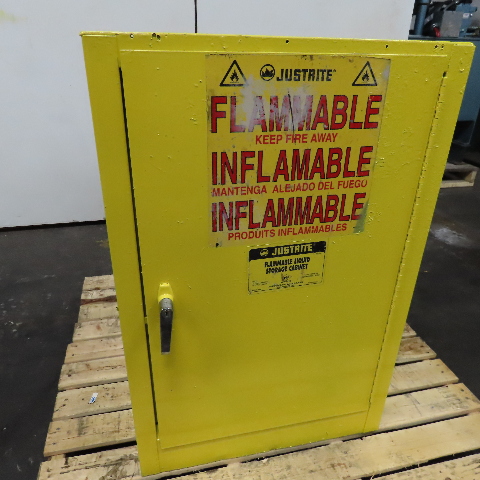 JUSTRITE
FLAMMABLE
KEEP FIRE AWAY
INFLAMABLE
MANTENGA ALEJADO DEL FUEGO
INFLAMMABLE
PRODUITS INFLAMMABLES
JUSTRITE
FLAMMABLE LIQUID
STORAGE CABINET